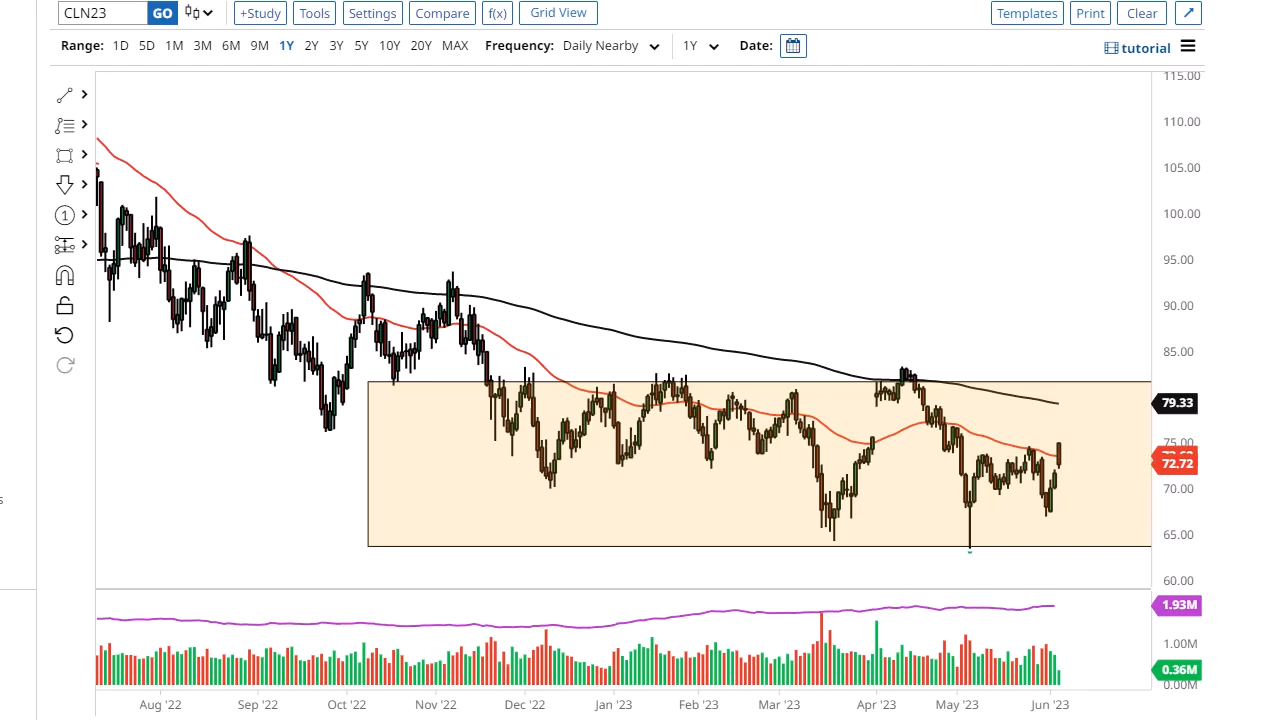 CLN23 GO +Study Tools Settings Compare f(x) Grid View Templates Print Clear
Range: 1D 5D 1M 3M 6M 9M 1Y 2Y 3Y 5Y 10Y 20Y MAX Frequency: Daily Nearby 1Y Date: tutorial
115.00
110.00
105.00
100.00
95.00
90.00
85.00
79.33
75.00
72.72
70.00
65.00
60.00
1.93M
1.00M
0.36M
0.00M
1
s
Aug '22 Sep '22 Oct '22 Nov '22 Dec '22 Jan '23 Feb '23 Mar '23 Apr '23 May '23 Jun '23